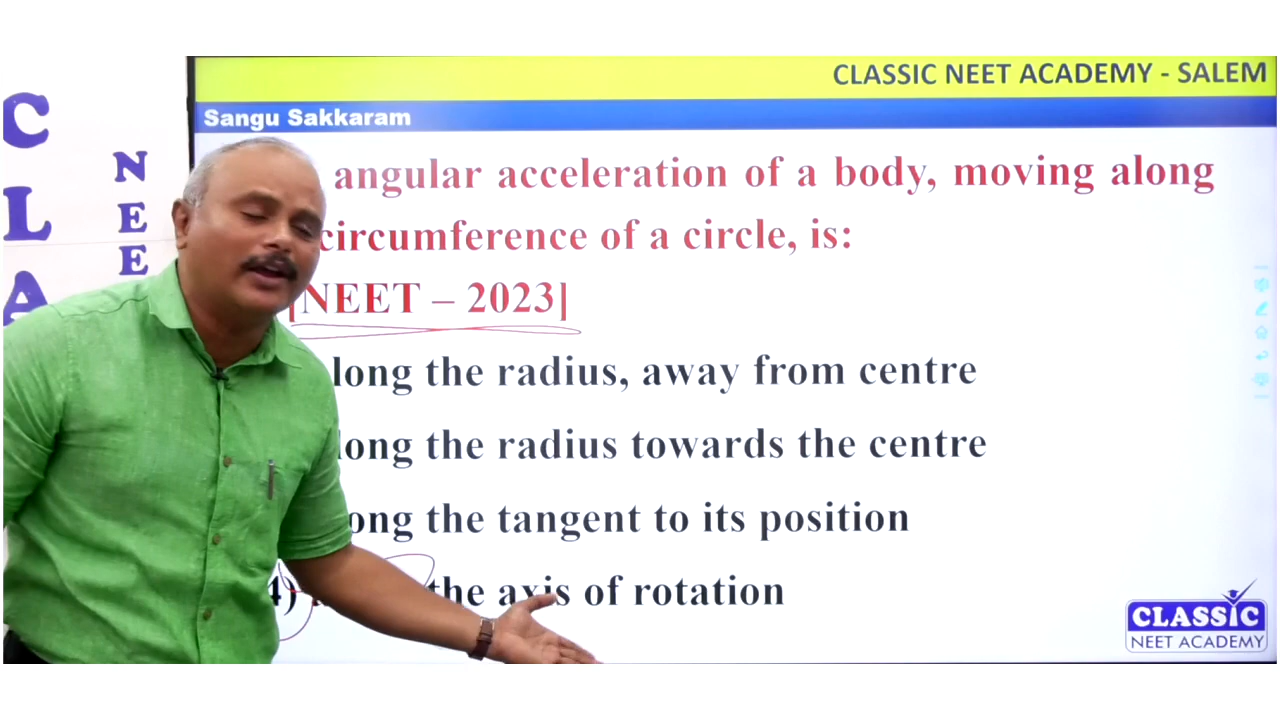 C
L
A
N
E
E
CLASSIC NEET ACADEMY - SALEM
Sangu Sakkaram
angular acceleration of a body, moving along
circumference of a circle, is:
[NEET – 2023]
long the radius, away from centre
long the radius towards the centre
ong the tangent to its position
4) the axis of rotation
CLASSIC
NEET ACADEMY